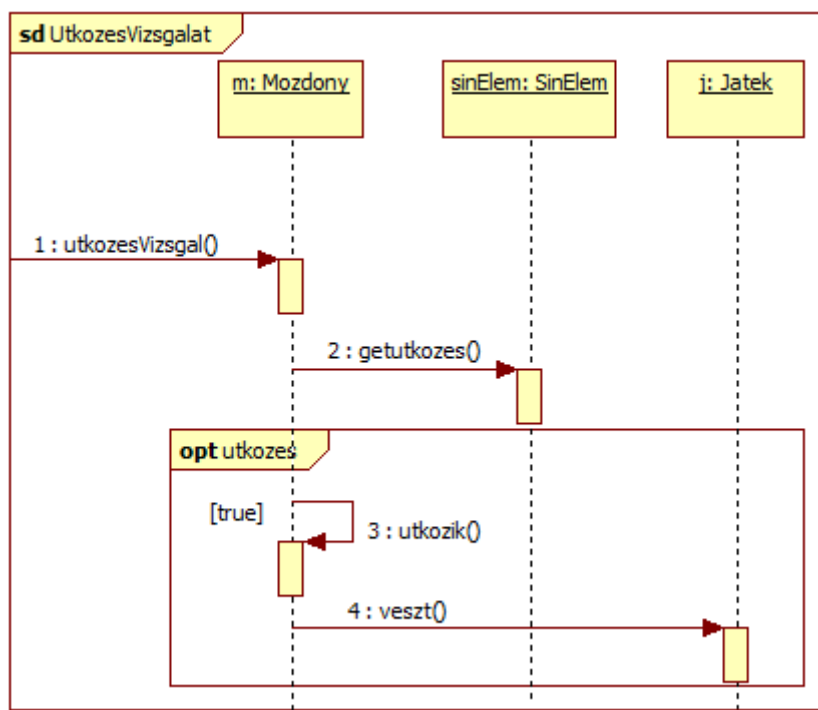 sd UtkozesVizsgalat
m: Mozdony
sinElem: SinElem
j: Jatek
1 : utkozesVizsgal()
2 : getutkozes()
opt utkozes
[true]
3 : utkozik()
4 : veszt()